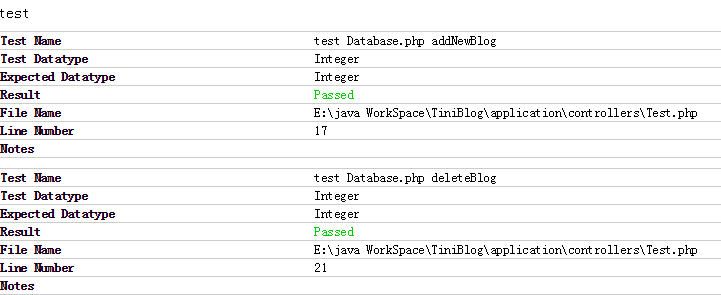 test
Test Name test Database.php addNewBlog
Test Datatype Integer
Expected Datatype Integer
Result Passed
File Name E:\java WorkSpace\TiniBlog\application\controllers\Test.php
Line Number 17
Notes
Test Name test Database.php deleteBlog
Test Datatype Integer
Expected Datatype Integer
Result Passed
File Name E:\java WorkSpace\TiniBlog\application\controllers\Test.php
Line Number 21
Notes